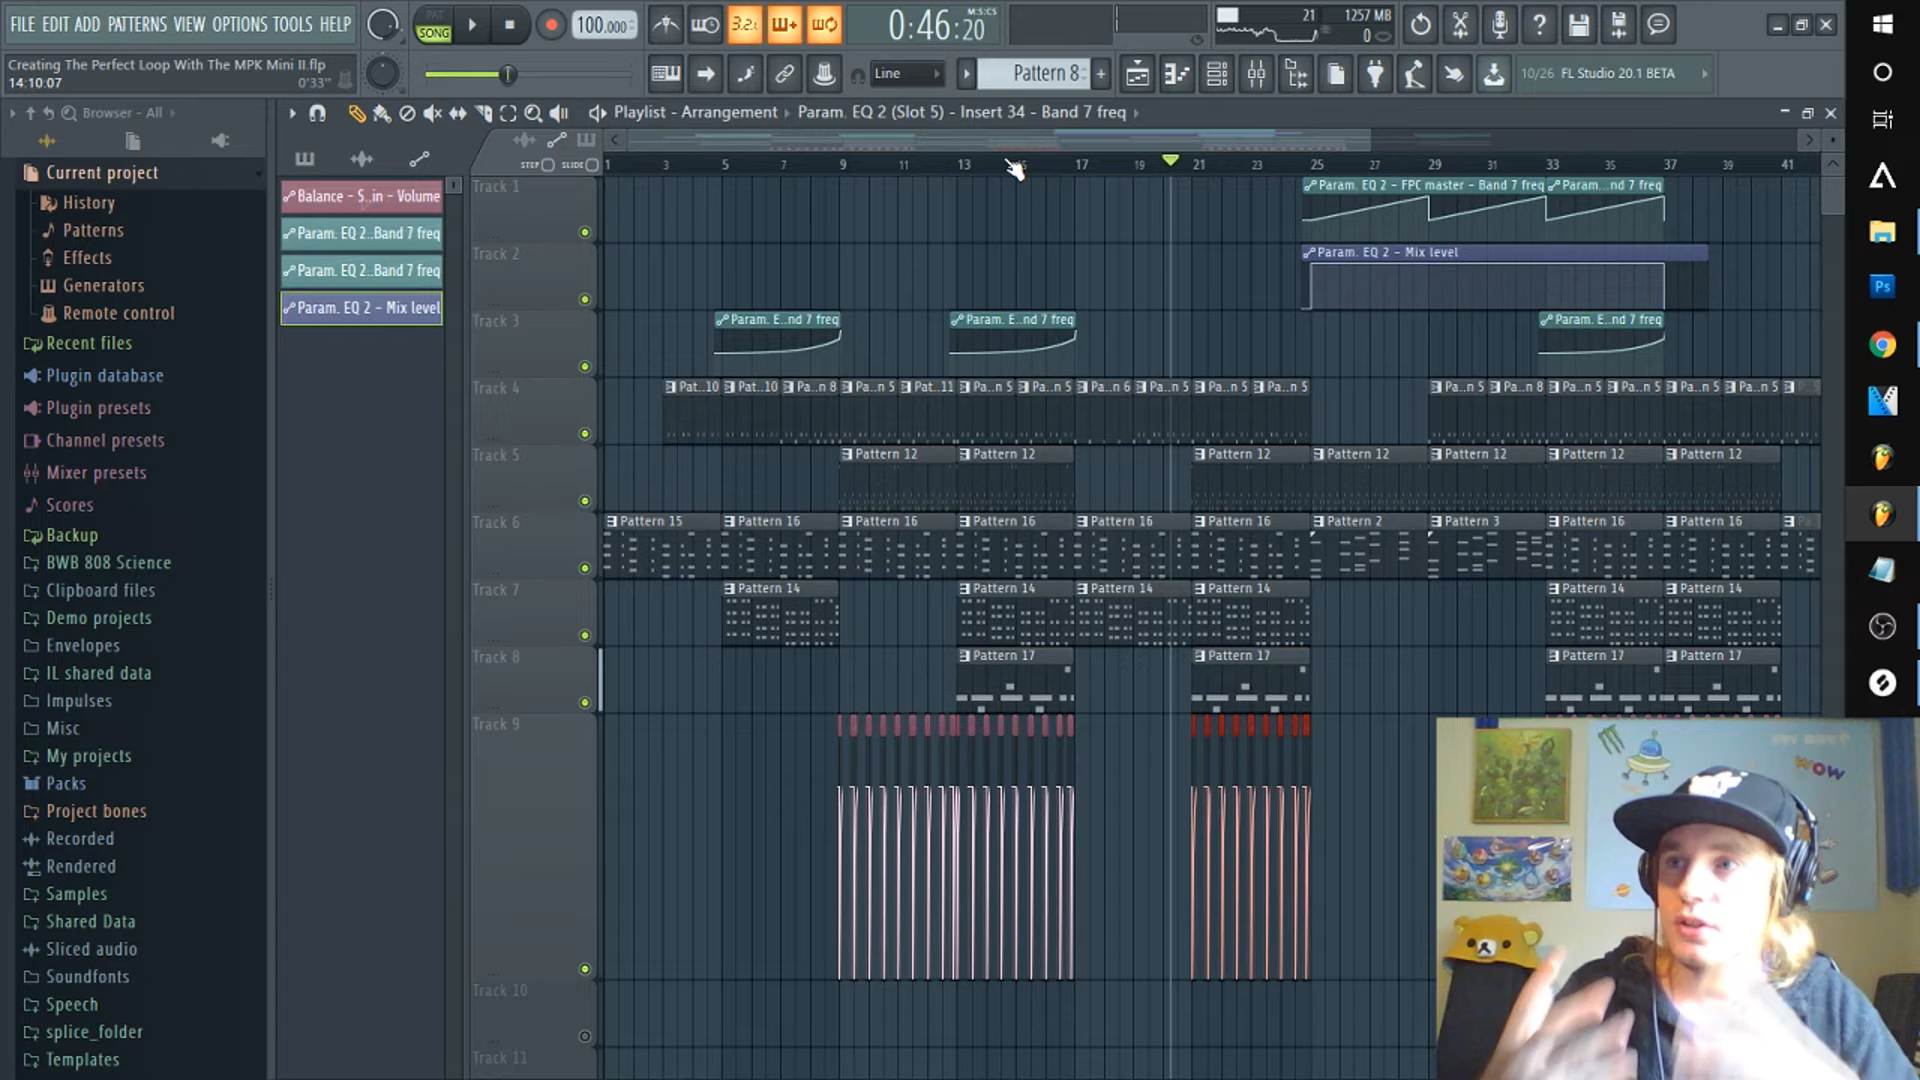 FILE EDIT ADD PATTERNS VIEW OPTIONS TOOLS HELP
PAT
SONG
100.000
3.2.
0:46:20
M:S:CS
21
1257 MB
0
Creating The Perfect Loop With The MPK Mini II.flp
14:10:07
0'33"
Line
Pattern 8
10/26 FL Studio 20.1 BETA
Browser - All
Playlist - Arrangement
Param. EQ 2 (Slot 5) - Insert 34 - Band 7 freq
STEP
SLIDE
1 3 5 7 9 11 13 15 17 19 21 23 25 27 29 31 33 35 37 39 41
Current project
History
Patterns
Effects
Generators
Remote control
Recent files
Plugin database
Plugin presets
Channel presets
Mixer presets
Scores
Backup
BWB 808 Science
Clipboard files
Demo projects
Envelopes
IL shared data
Impulses
Misc
My projects
Packs
Project bones
Recorded
Rendered
Samples
Shared Data
Sliced audio
Soundfonts
Speech
splice_folder
Templates
Balance - S..in - Volume
Param. EQ 2..Band 7 freq
Param. EQ 2..Band 7 freq
Param. EQ 2 - Mix level
Track 1
Param. EQ 2 - FPC master - Band 7 freq
Param...nd 7 freq
Track 2
Param. EQ 2 - Mix level
Track 3
Param. E..nd 7 freq
Param. E..nd 7 freq
Param. E..nd 7 freq
Track 4
Pat..10
Pat..10
Pa..n 8
Pa..n 5
Pat..11
Pa..n 5
Pa..n 5
Pa..n 6
Pa..n 5
Pa..n 5
Pa..n 5
Pa..n 5
Pa..n 8
Pa..n 5
Pa..n 5
Pa..n 5
Pa..n 5
Track 5
Pattern 12
Pattern 12
Pattern 12
Pattern 12
Pattern 12
Pattern 12
Pattern 12
Track 6
Pattern 15
Pattern 16
Pattern 16
Pattern 16
Pattern 16
Pattern 16
Pattern 2
Pattern 3
Pattern 16
Pattern 16
Track 7
Pattern 14
Pattern 14
Pattern 14
Pattern 14
Pattern 14
Pattern 14
Track 8
Pattern 17
Pattern 17
Pattern 17
Pattern 17
Track 9
Track 10
Track 11
Ps
WOW